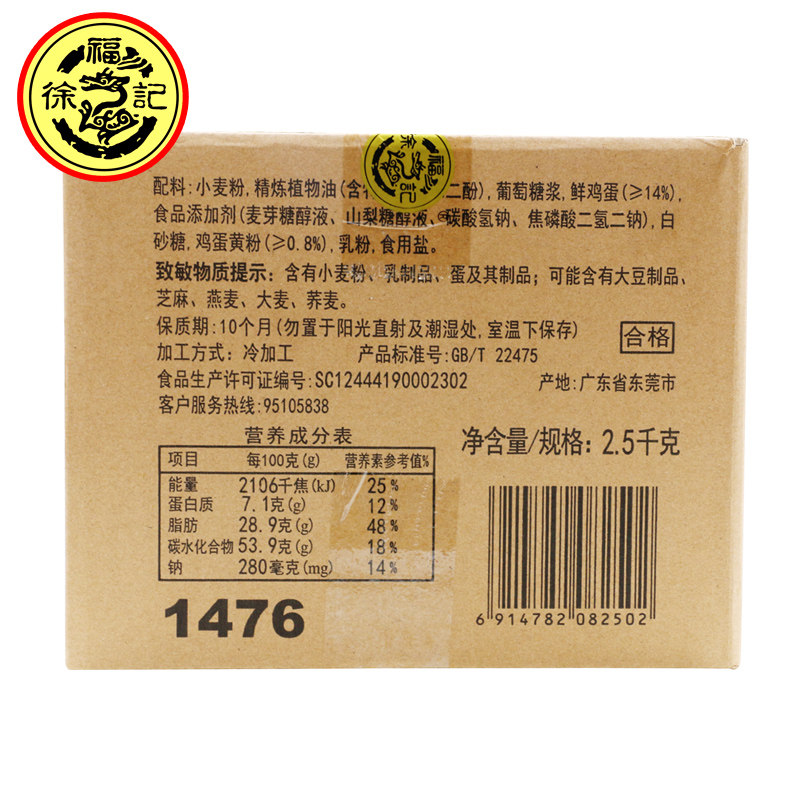 徐福記
徐福記
配料:小麦粉,精炼植物油(含 二酚),葡萄糖浆,鲜鸡蛋(≥14%),
食品添加剂(麦芽糖醇液、山梨糖醇液、碳酸氢钠、焦磷酸二氢二钠),白
砂糖,鸡蛋黄粉(≥0.8%),乳粉,食用盐。
致敏物质提示:含有小麦粉、乳制品、蛋及其制品;可能含有大豆制品、
芝麻、燕麦、大麦、荞麦。
保质期:10个月(勿置于阳光直射及潮湿处,室温下保存)
合格
加工方式:冷加工 产品标准号:GB/T 22475
食品生产许可证编号:SC12444190002302 产地:广东省东莞市
客户服务热线:95105838
营养成分表
项目 每100克(g) 营养素参考值%
能量 2106千焦(kJ) 25%
蛋白质 7.1克(g) 12%
脂肪 28.9克(g) 48%
碳水化合物 53.9克(g) 18%
钠 280毫克(mg) 14%
净含量/规格:2.5千克
1476
6 914782 082502